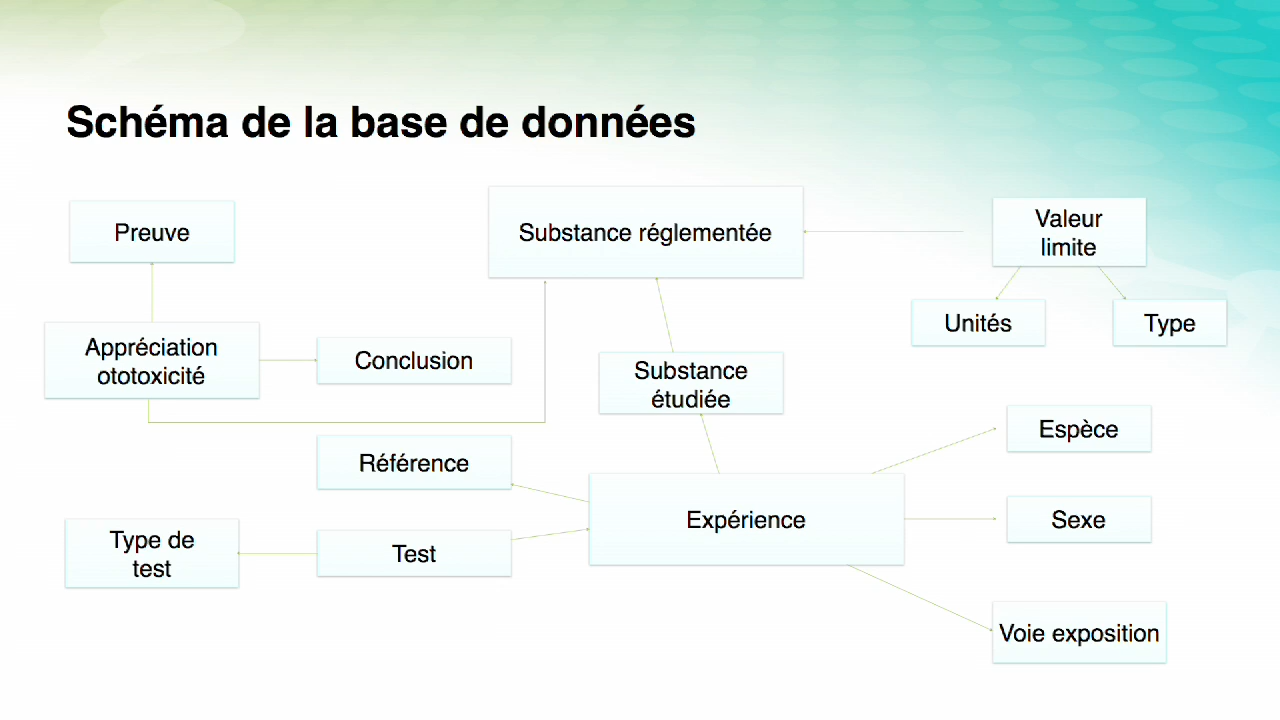 Schéma de la base de données
Preuve
Substance réglementée
Valeur
limite
Unités
Type
Appréciation
ototoxicité
Conclusion
Substance
étudiée
Espèce
Référence
Expérience
Sexe
Type de
test
Test
Voie exposition